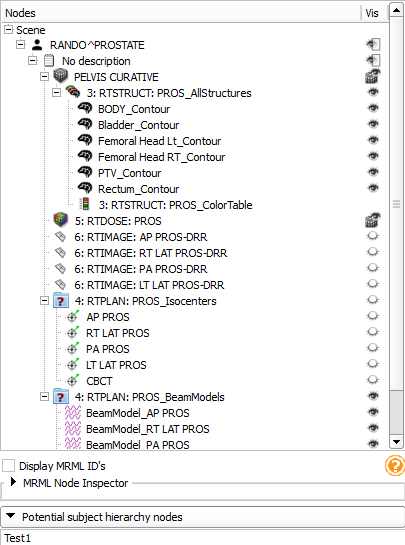 Nodes Vis
Scene
RANDO^PROSTATE
No description
PELVIS CURATIVE
3: RTSTRUCT: PROS_AllStructures
BODY_Contour
Bladder_Contour
Femoral Head Lt_Contour
Femoral Head RT_Contour
PTV_Contour
Rectum_Contour
3: RTSTRUCT: PROS_ColorTable
5: RTDOSE: PROS
6: RTIMAGE: AP PROS-DRR
6: RTIMAGE: RT LAT PROS-DRR
6: RTIMAGE: PA PROS-DRR
6: RTIMAGE: LT LAT PROS-DRR
4: RTPLAN: PROS_Isocenters
AP PROS
RT LAT PROS
PA PROS
LT LAT PROS
CBCT
4: RTPLAN: PROS_BeamModels
BeamModel_AP PROS
BeamModel_RT LAT PROS
BeamModel_PA PROS
Display MRML ID's
MRML Node Inspector
Potential subject hierarchy nodes
Test1